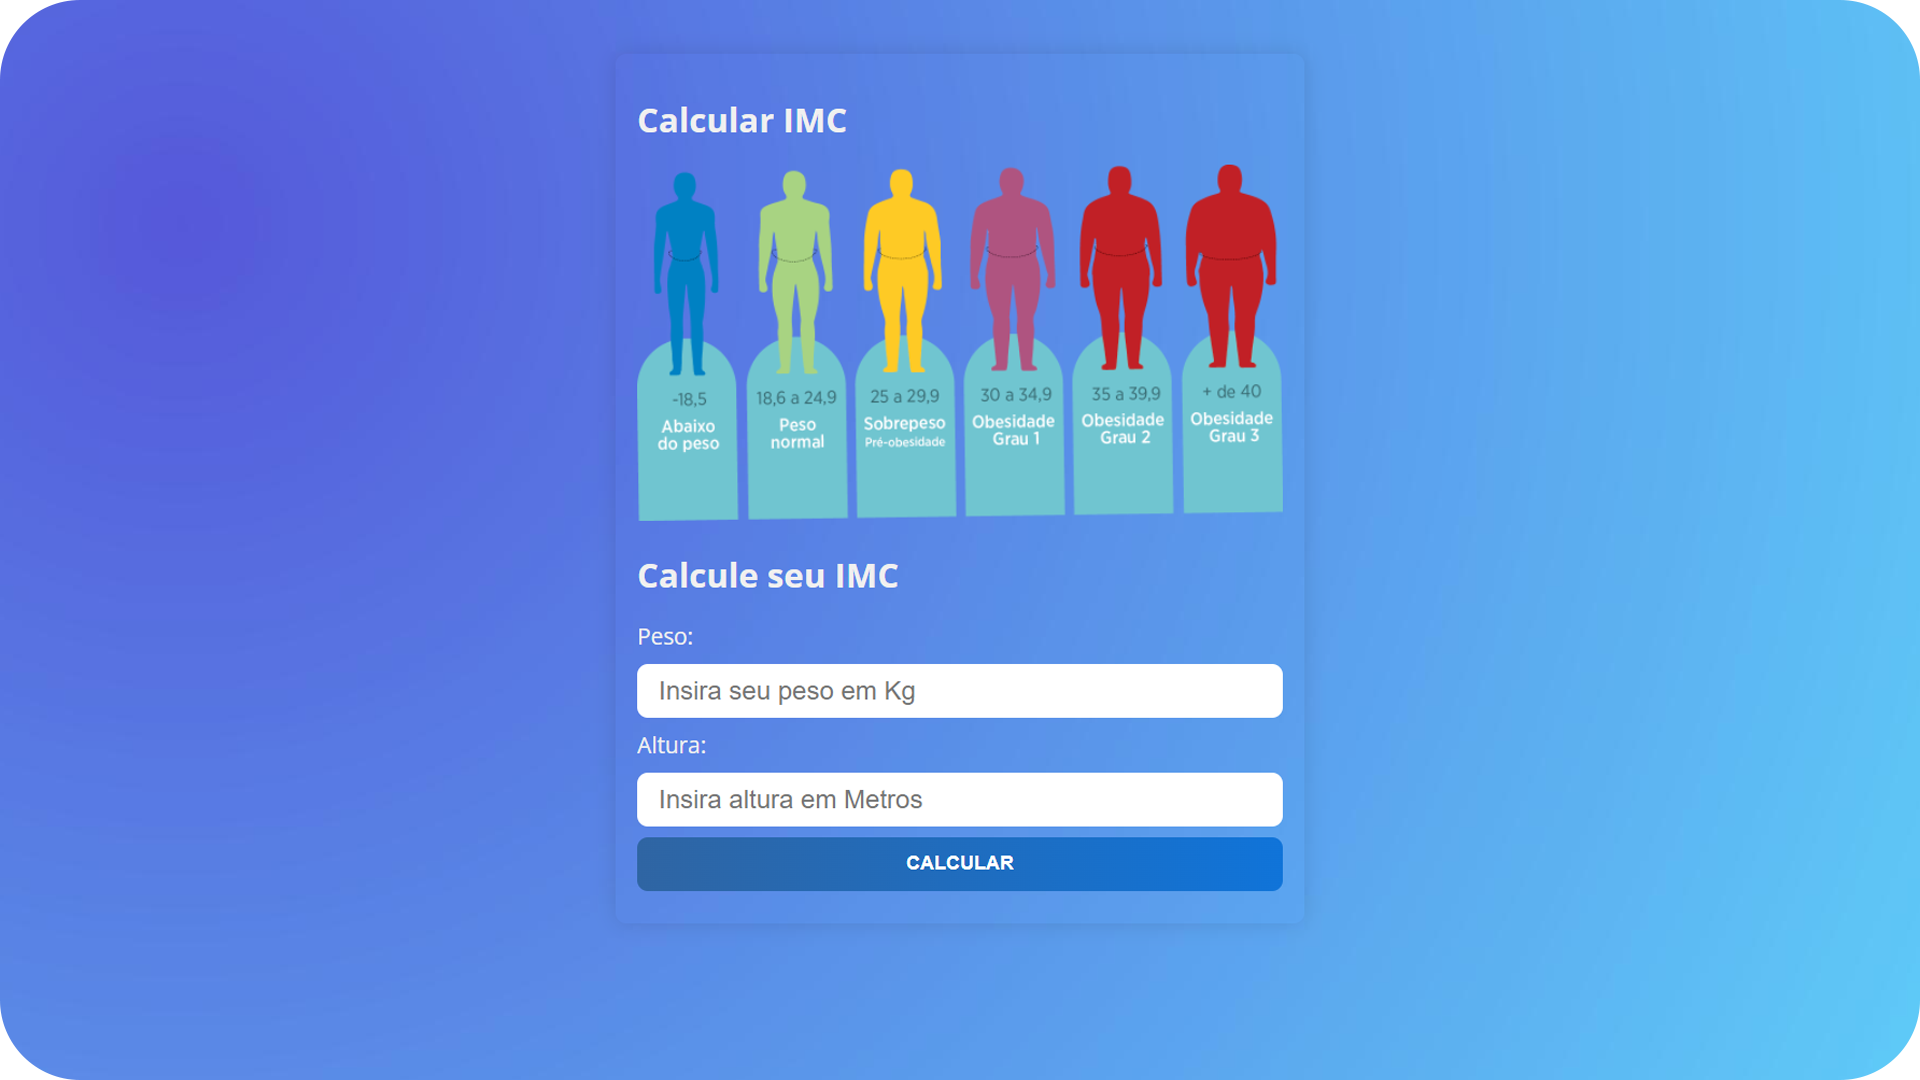 Calcular IMC
-18,5
Abaixo
do peso
18,6 a 24,9
Peso
normal
25 a 29,9
Sobrepeso
Pré-obesidade
30 a 34,9
Obesidade
Grau 1
35 a 39,9
Obesidade
Grau 2
+ de 40
Obesidade
Grau 3
Calcule seu IMC
Peso:
Insira seu peso em Kg
Altura:
Insira altura em Metros
CALCULAR